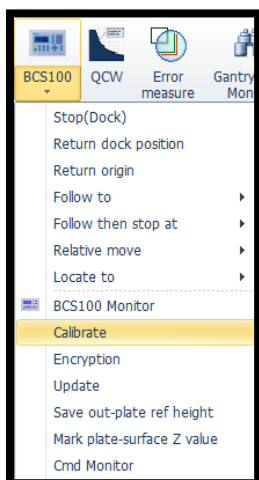 BCS100 QCW Error measure Gantry Mon
Stop(Dock)
Return dock position
Return origin
Follow to
Follow then stop at
Relative move
Locate to
BCS100 Monitor
Calibrate
Encryption
Update
Save out-plate ref height
Mark plate-surface Z value
Cmd Monitor